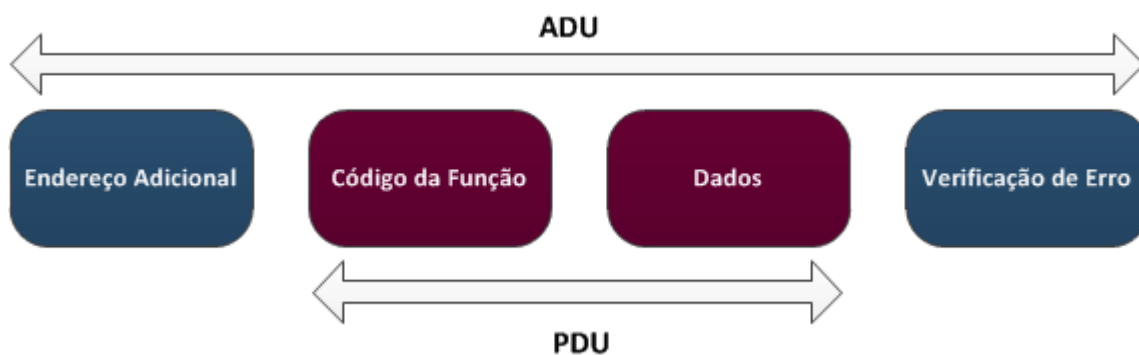 ADU
Endereço Adicional
Código da Função
Dados
Verificação de Erro
PDU